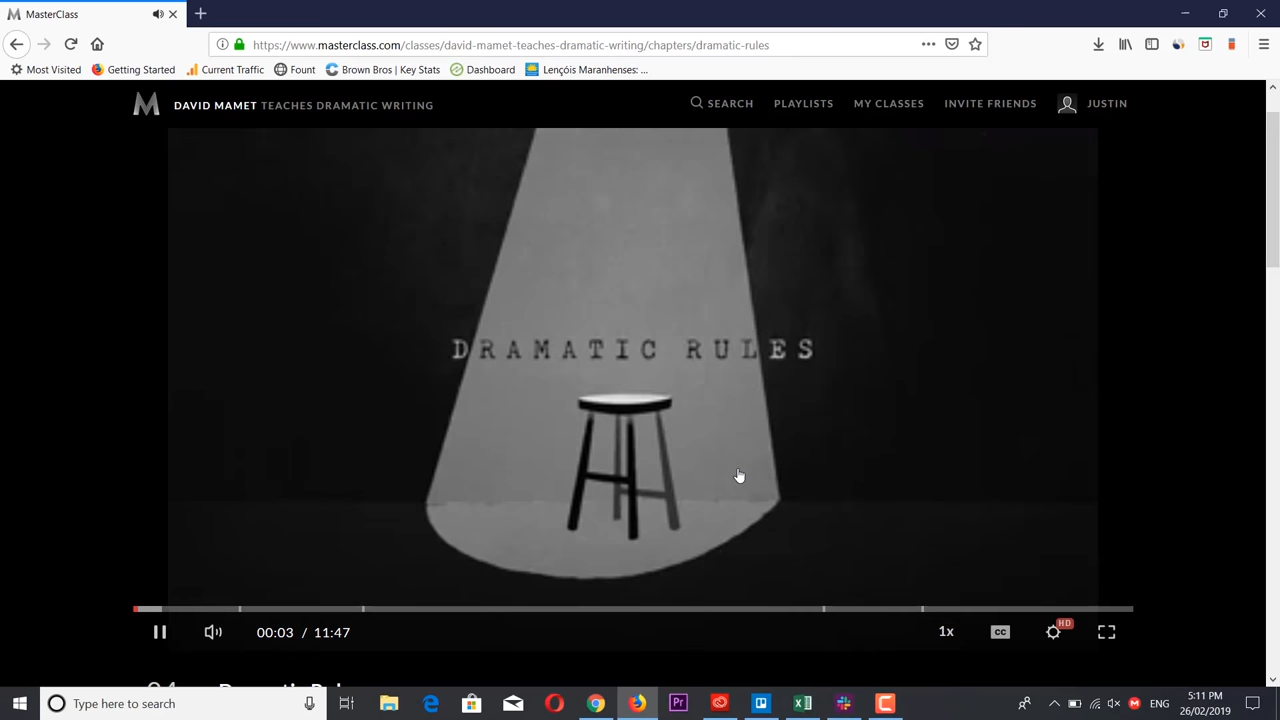 MasterClass
https://www.masterclass.com/classes/david-mamet-teaches-dramatic-writing/chapters/dramatic-rules
Most Visited Getting Started Current Traffic Fount Brown Bros | Key Stats Dashboard Lençóis Maranhenses: ...
DAVID MAMET TEACHES DRAMATIC WRITING SEARCH PLAYLISTS MY CLASSES INVITE FRIENDS JUSTIN
DRAMATIC RULES
HD
00:03 / 11:47 1x CC
Type here to search Pr ENG 5:11 PM
26/02/2019